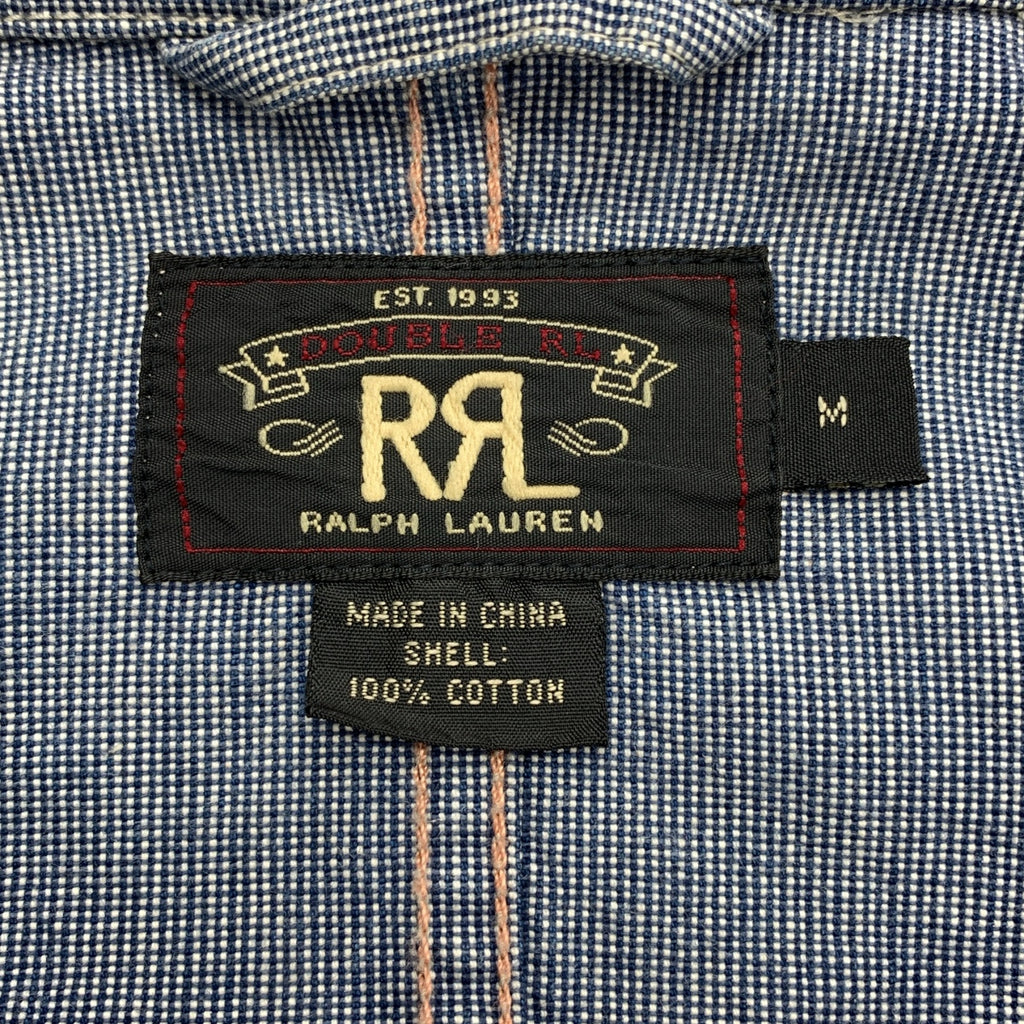 EST. 1993
DOUBLE RL
RRL
RALPH LAUREN
M
MADE IN CHINA
SHELL:
100% COTTON